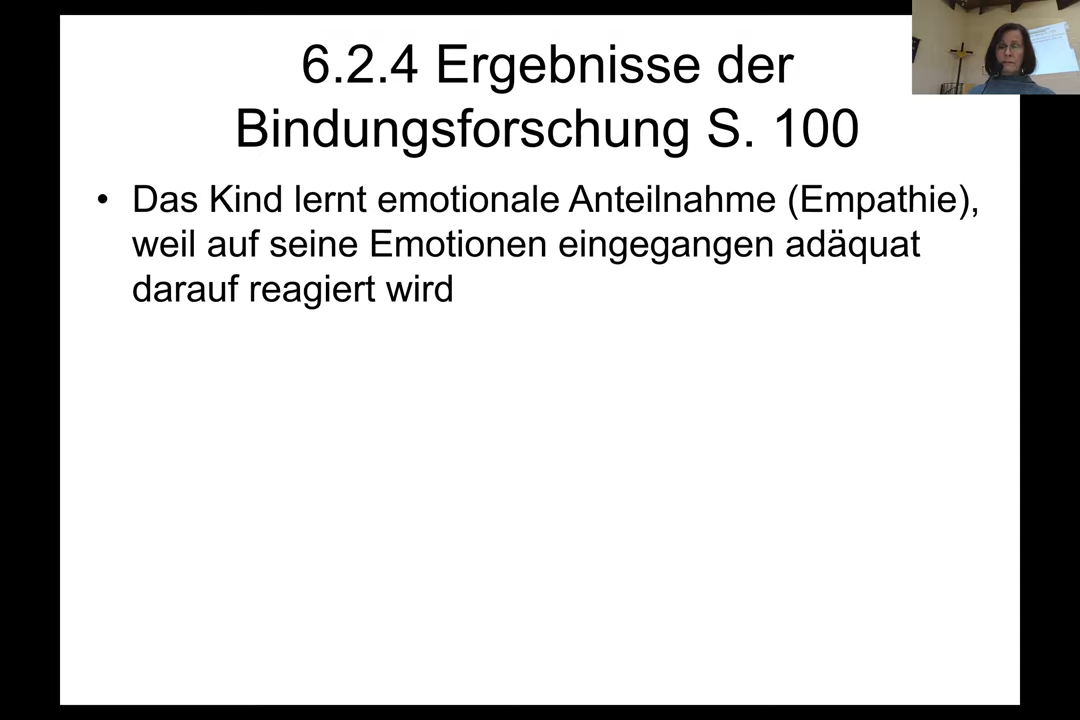 6.2.4 Ergebnisse der
Bindungsforschung S. 100
• Das Kind lernt emotionale Anteilnahme (Empathie),
weil auf seine Emotionen eingegangen adäquat
darauf reagiert wird